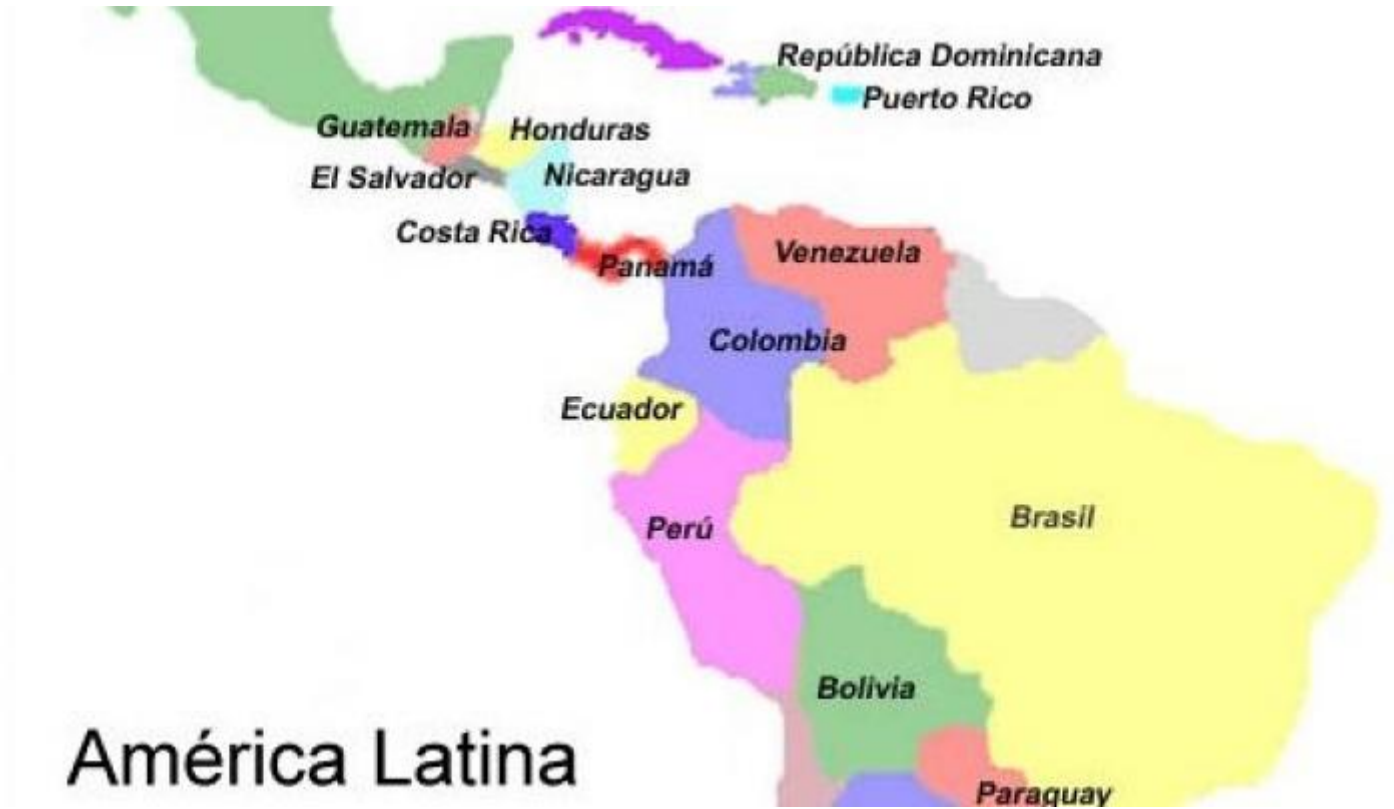 República Dominicana
Puerto Rico
Guatemala
Honduras
El Salvador
Nicaragua
Costa Rica
Venezuela
Panamá
Colombia
Ecuador
Brasil
Perú
Bolivia
América Latina
Paraguay